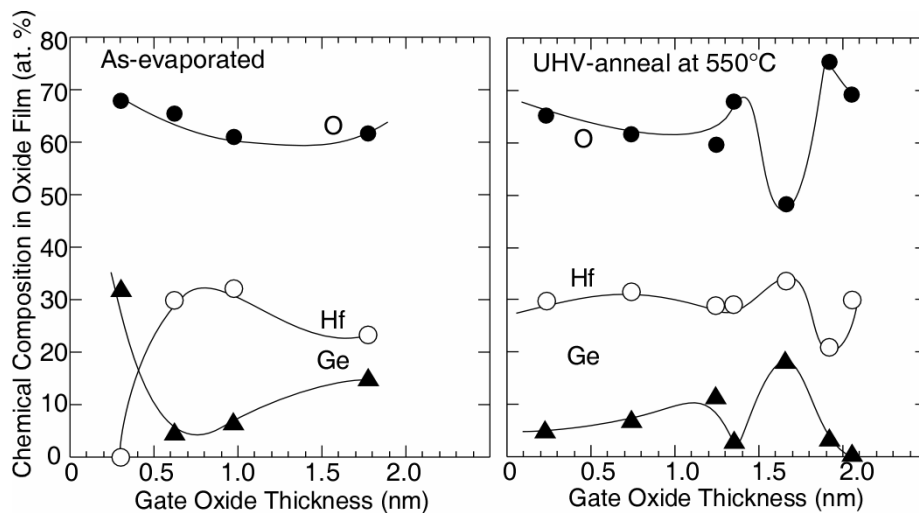 Chemical Composition in Oxide Film (at. %)
80
70
60
50
40
30
20
10
0
As-evaporated
O
Hf
Ge
0
0.5
1.0
1.5
2.0
Gate Oxide Thickness (nm)
UHV-anneal at 550°C
O
Hf
Ge
0
0.5
1.0
1.5
2.0
Gate Oxide Thickness (nm)